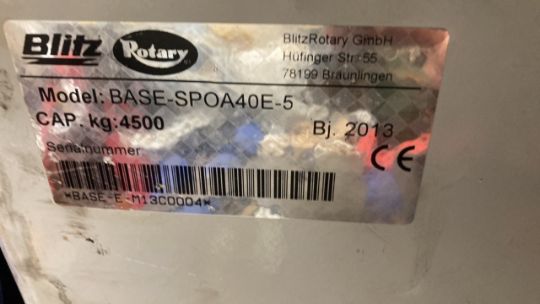 Blitz Rotary
BlitzRotary GmbH
Hüfinger Str. 55
78199 Bräunlingen
Model: BASE-SPOA40E-5
CAP. kg:4500
Bj. 2013
Serialnummer
CE
*BASE-E-M13C0004*